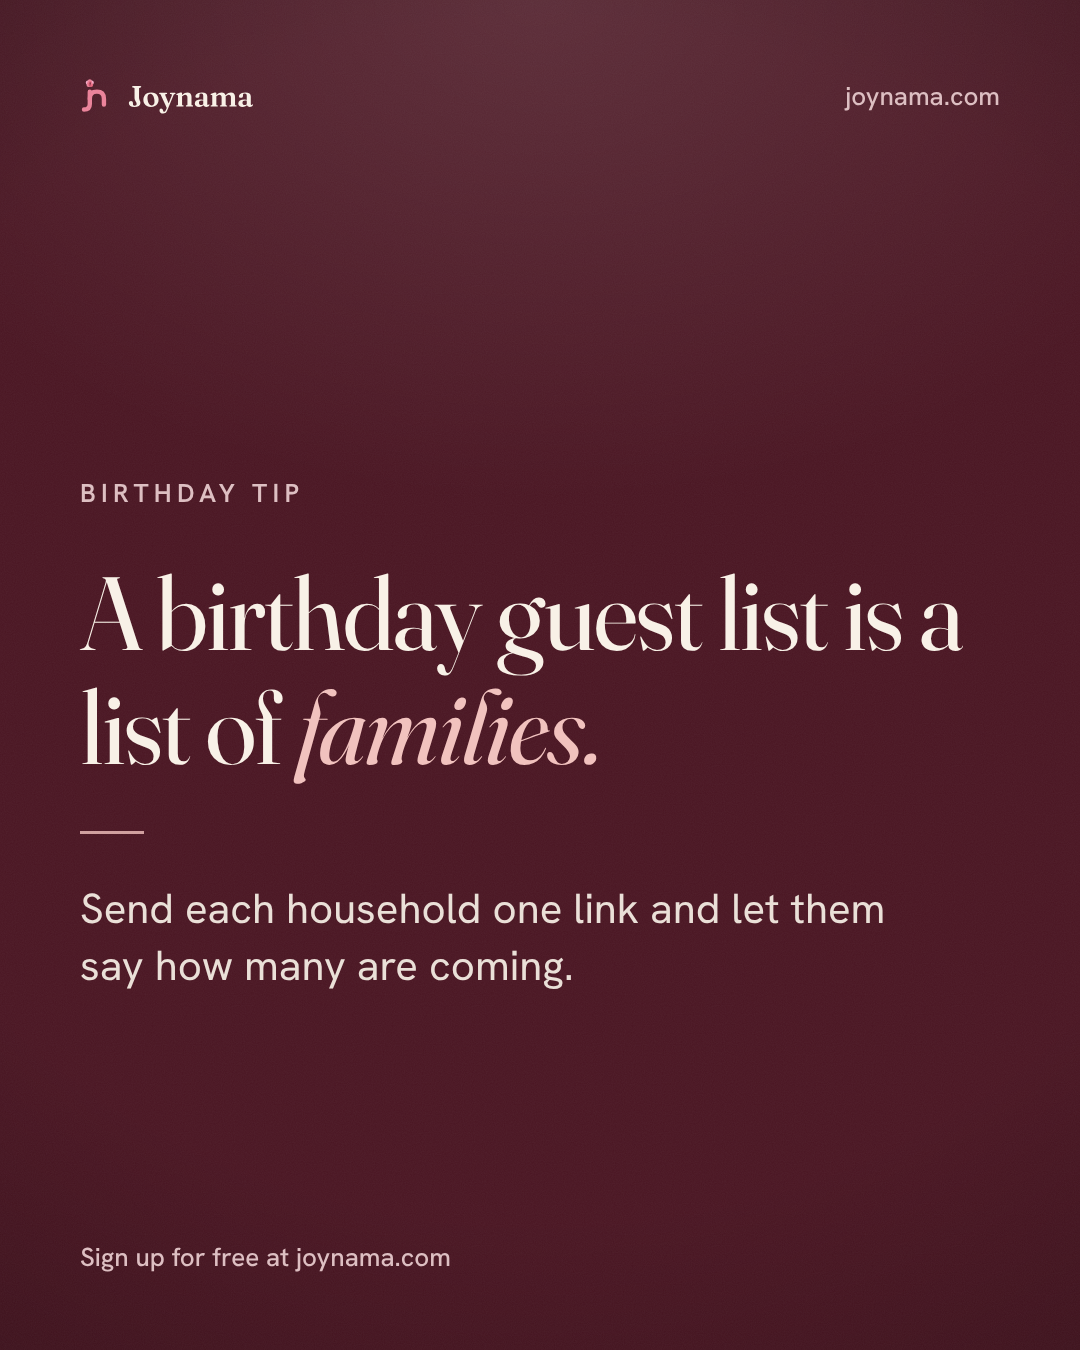 Joynama
joynama.com
BIRTHDAY TIP
A birthday guest list is a
list of families.
Send each household one link and let them
say how many are coming.
Sign up for free at joynama.com